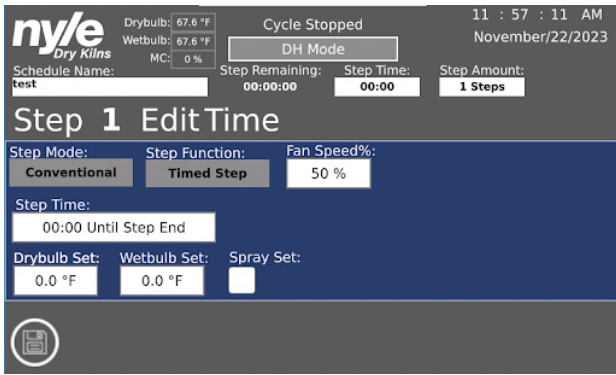 nyle
Dry Kilns
Drybulb: 67.6 °F
Wetbulb: 67.6 °F
MC: 0 %
Cycle Stopped
DH Mode
11 : 57 : 11 AM
November/22/2023
Schedule Name:
test
Step Remaining:
00:00:00
Step Time:
00:00
Step Amount:
1 Steps
Step 1 Edit Time
Step Mode:
Conventional
Step Function:
Timed Step
Fan Speed%:
50 %
Step Time:
00:00 Until Step End
Drybulb Set:
0.0 °F
Wetbulb Set:
0.0 °F
Spray Set: